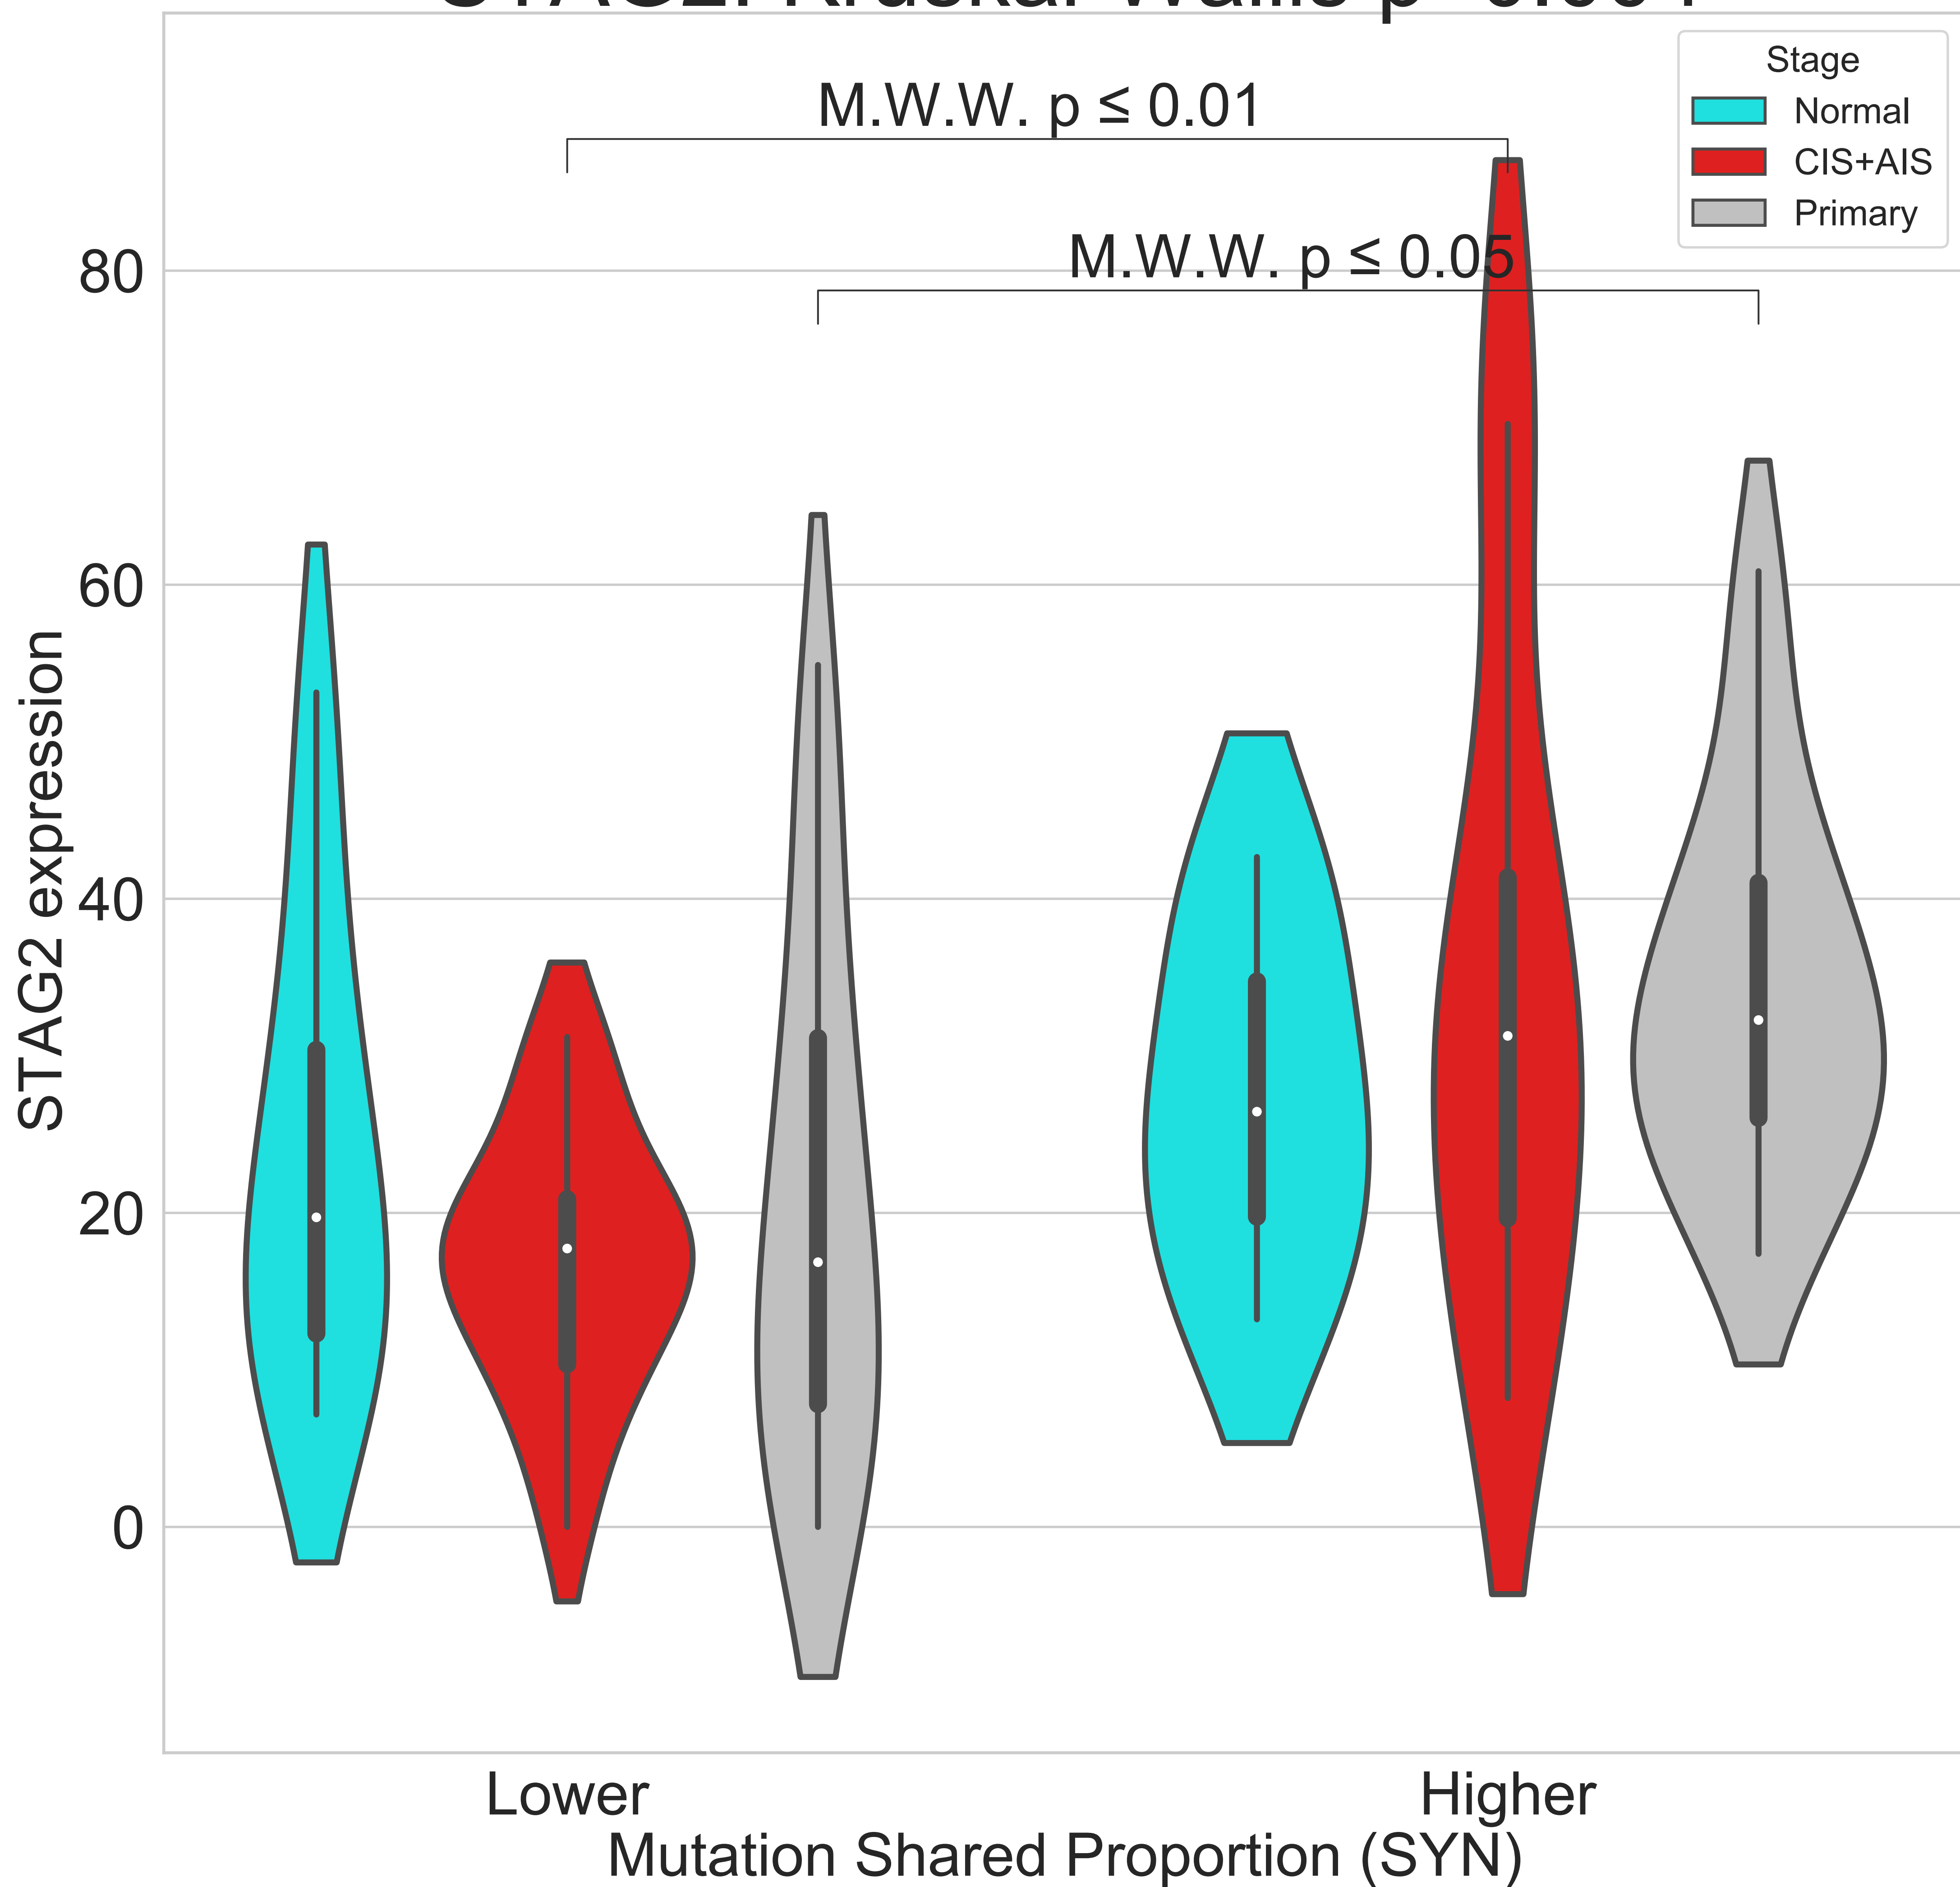 M.W.W. p ≤ 0.01
Stage
Normal
CIS+AIS
Primary
M.W.W. p ≤ 0.05
80
60
40
20
0
STAG2 expression
Lower
Higher
Mutation Shared Proportion (SYN)